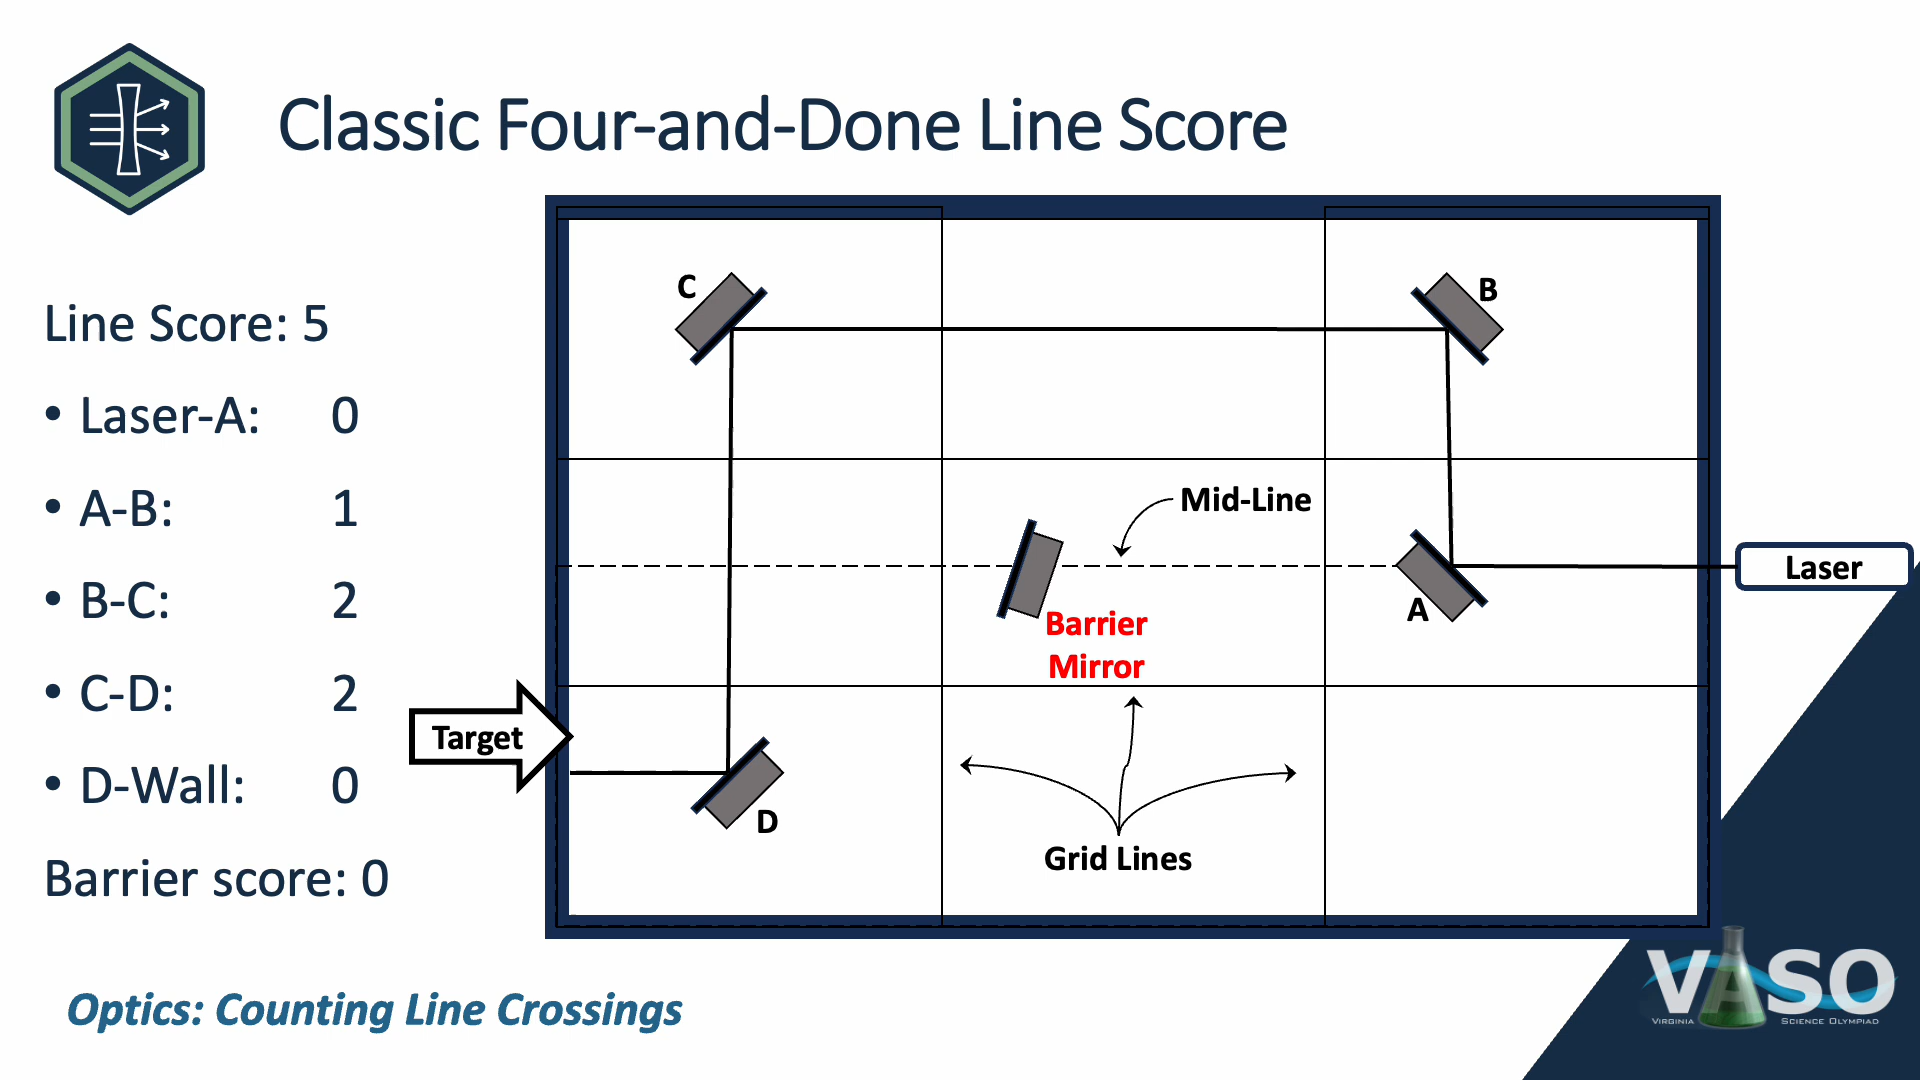 Classic Four-and-Done Line Score
Line Score: 5
• Laser-A: 0
• A-B: 1
• B-C: 2
• C-D: 2
• D-Wall: 0
Barrier score: 0
C
B
Mid-Line
Laser
A
Barrier
Mirror
Target
D
Grid Lines
Optics: Counting Line Crossings
VASO
VIRGINIA SCIENCE OLYMPIAD